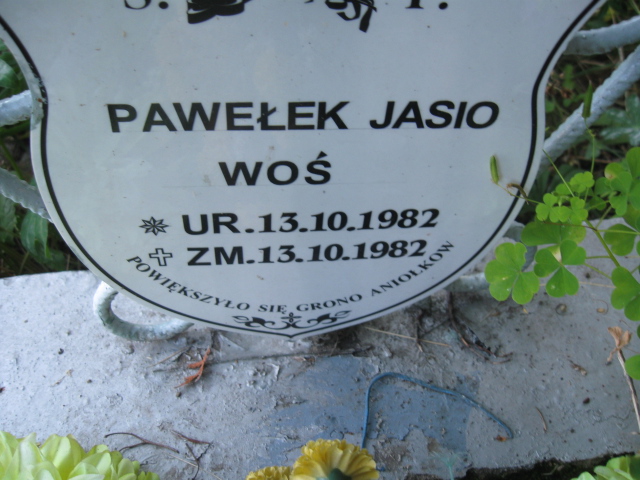 S. P.
PAWEŁEK JASIO
WOŚ
UR.13.10.1982
ZM.13.10.1982
POWIĘKSZYŁO SIĘ GRONO ANIOŁKÓW